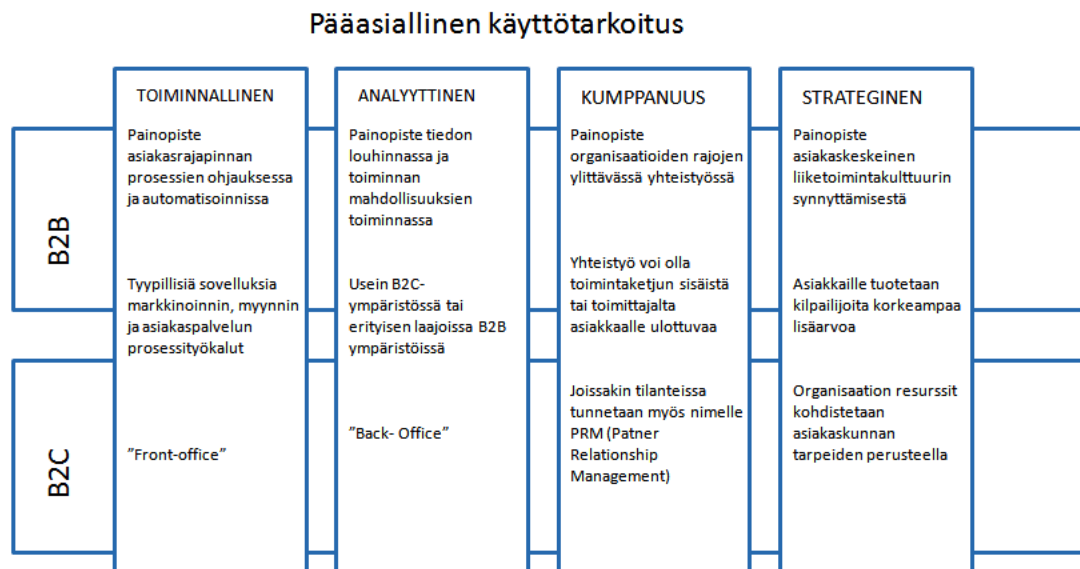 Pääasiallinen käyttötarkoitus
TOIMINNALLINEN
Painopiste
asiakasrajapinnan
prosessien ohjauksessa
ja automatisoinnissa
Tyypillisiä sovelluksia
markkinoinnin, myynnin
ja asiakaspalvelun
prosessityökalut
”Front-office”
ANALYYTTINEN
Painopiste tiedon
louhinnassa ja
toiminnan
mahdollisuuksien
toiminnassa
Usein B2C-
ympäristössä tai
erityisen laajoissa B2B
ympäristöissä
”Back- Office”
KUMPPANUUS
Painopiste
organisaatioiden rajojen
ylittävässä yhteistyössä
Yhteistyö voi olla
toimintaketjun sisäistä
tai toimittajalta
asiakkaalle ulottuvaa
Joissakin tilanteissa
tunnetaan myös nimelle
PRM (Patner
Relationship
Management)
STRATEGINEN
Painopiste
asiakaskeskeinen
liiketoimintakulttuurin
synnyttämisestä
Asiakkaille tuotetaan
kilpailijoita korkeampaa
lisäarvoa
Organisaation resurssit
kohdistetaan
asiakaskunnan
tarpeiden perusteella
B2B
B2C